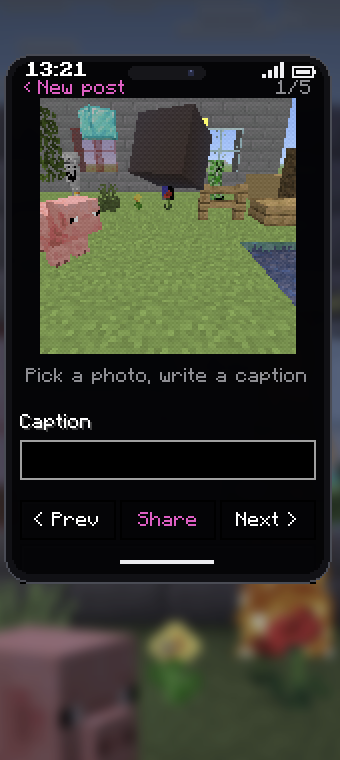 13:21
< New post
1/5
Pick a photo, write a caption
Caption
< Prev
Share
Next >